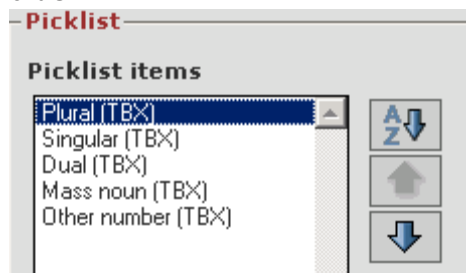 Picklist
Picklist items
Plural (TBX)
Singular (TBX)
Dual (TBX)
Mass noun (TBX)
Other number (TBX)
A
Z